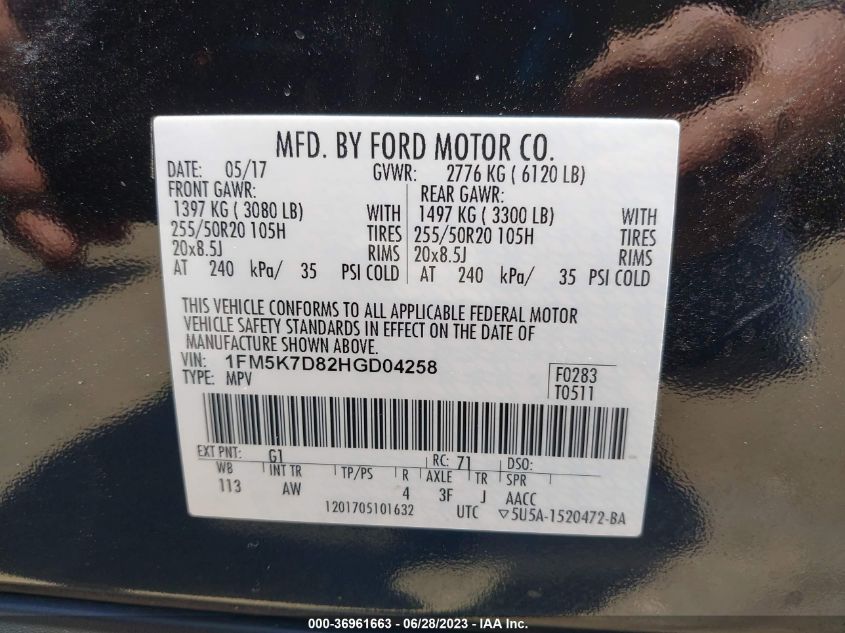 MFD. BY FORD MOTOR CO.
DATE: 05/17 GVWR: 2776 KG ( 6120 LB)
FRONT GAWR: REAR GAWR:
1397 KG ( 3080 LB) WITH 1497 KG ( 3300 LB) WITH
255/50R20 105H TIRES 255/50R20 105H TIRES
20x8.5J RIMS 20x8.5J RIMS
AT 240 kPa/ 35 PSI COLD AT 240 kPa/ 35 PSI COLD
THIS VEHICLE CONFORMS TO ALL APPLICABLE FEDERAL MOTOR
VEHICLE SAFETY STANDARDS IN EFFECT ON THE DATE OF
MANUFACTURE SHOWN ABOVE.
VIN: 1FM5K7D82HGD04258
TYPE: MPV
F0283
T0511
EXT PNT: G1 RC: 71 DSO:
WB INT TR TP/PS R AXLE TR SPR
113 AW 4 3F J AACC
1201705101632 UTC ▽5U5A-1520472-BA
000-36961663 - 06/28/2023 - IAA Inc.